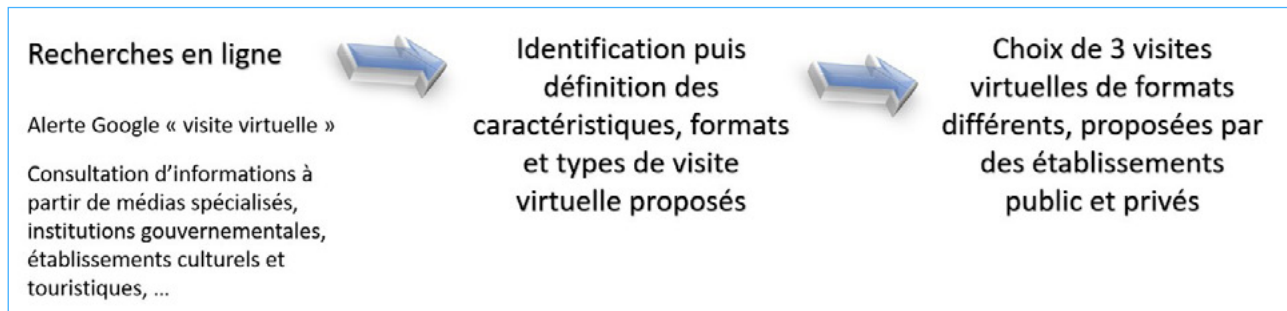 Recherches en ligne
Alerte Google « visite virtuelle »
Consultation d’informations à
partir de médias spécialisés,
institutions gouvernementales,
établissements culturels et
touristiques, ...
Identification puis
définition des
caractéristiques, formats
et types de visite
virtuelle proposés
Choix de 3 visites
virtuelles de formats
différents, proposées par
des établissements
public et privés